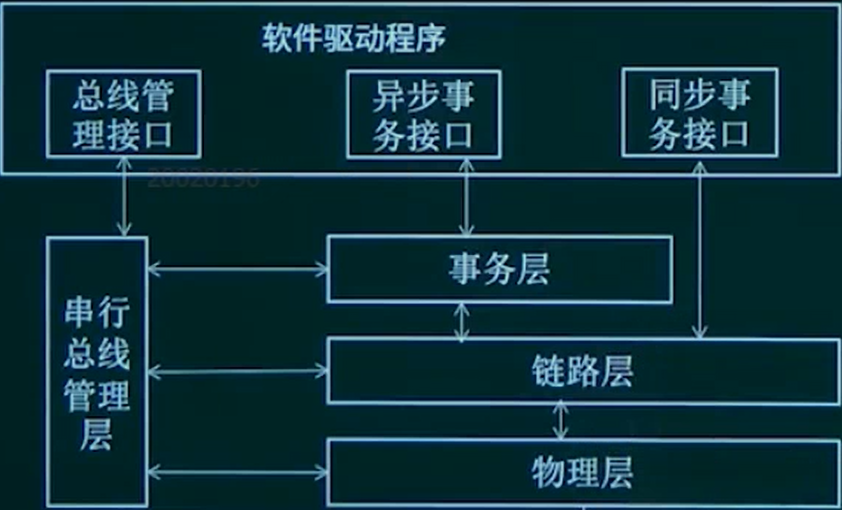 软件驱动程序
总线管
理接口
异步事
务接口
同步事
务接口
20020196
事务层
串行
总线
管理
层
链路层
物理层